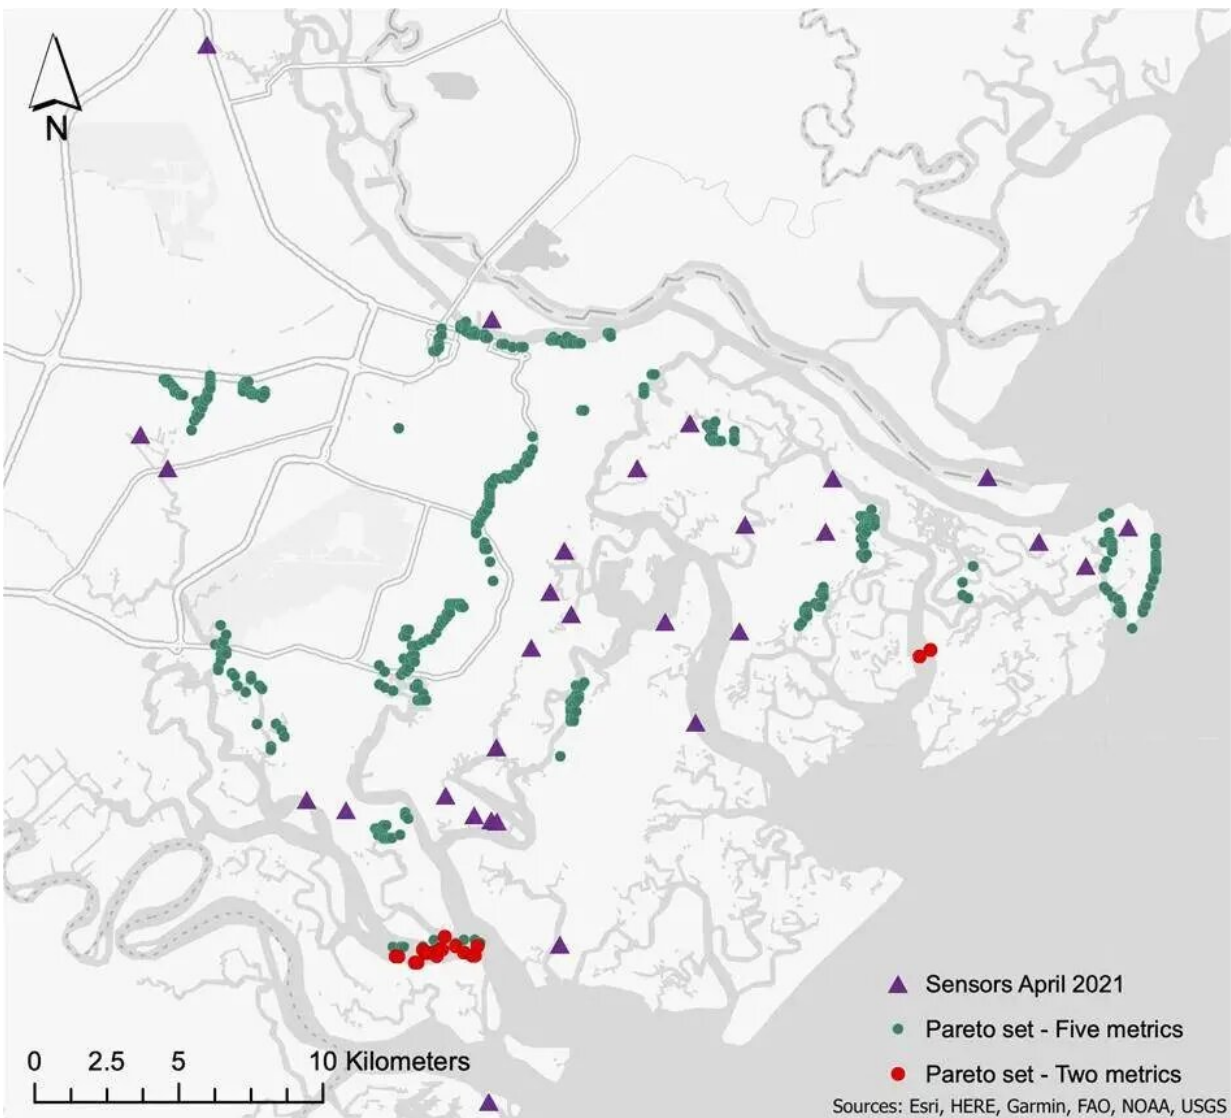 N
Sensors April 2021
Pareto set - Five metrics
Pareto set - Two metrics
0 2.5 5 10 Kilometers
Sources: Esri, HERE, Garmin, FAO, NOAA, USGS